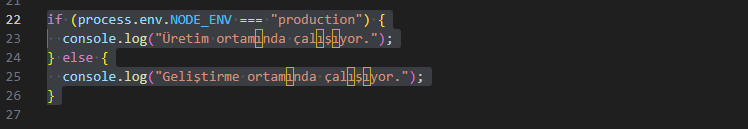 22 if (process.env.NODE_ENV === "production") {
23 console.log("Üretim ortamında çalışıyor.");
24 } else {
25 console.log("Geliştirme ortamında çalışıyor.");
26 }
27